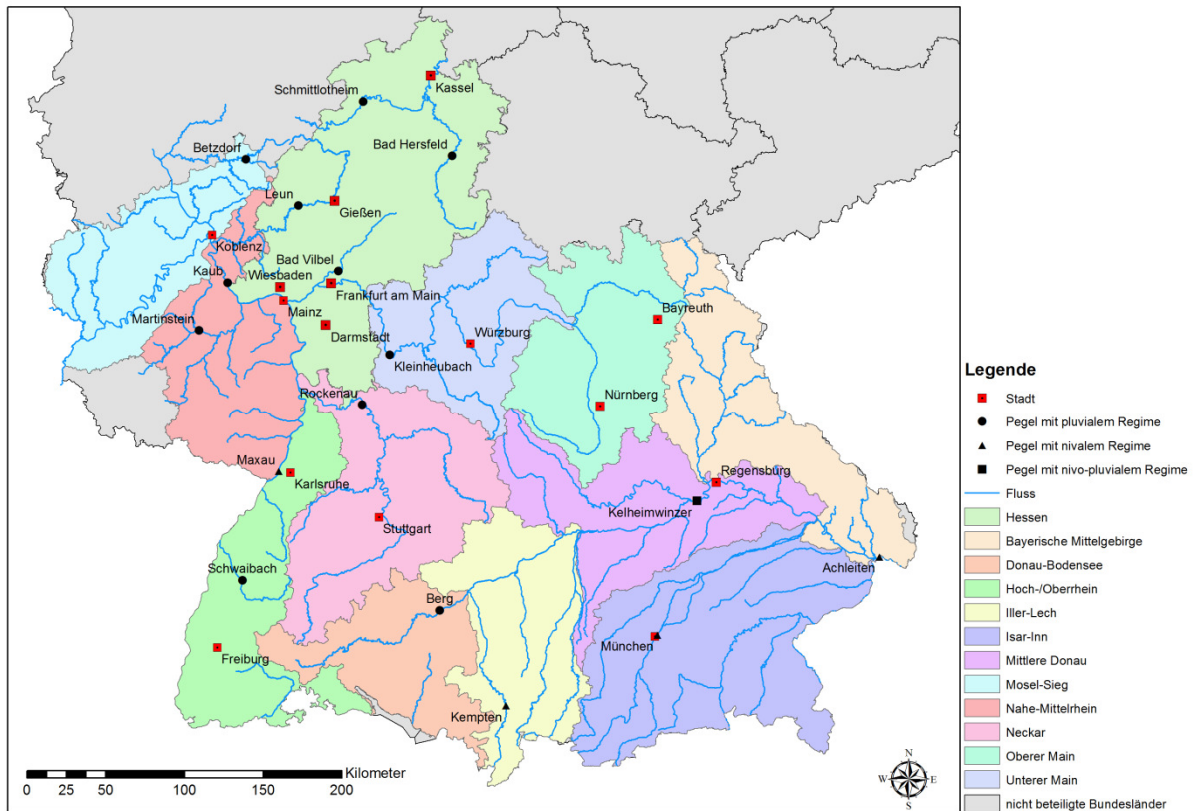 Kassel
Schmittlotheim
Betzdorf
Bad Hersfeld
Leun
Gießen
Koblenz
Bad Vilbel
Kaub
Wiesbaden
Frankfurt am Main
Mainz
Bayreuth
Martinstein
Darmstadt
Würzburg
Kleinheubach
Rockenau
Nürnberg
Maxau
Karlsruhe
Regensburg
Kelheimwinzer
Stuttgart
Schwaibach
Achleiten
Berg
München
Freiburg
Kempten
Kilometer
0 25 50 100 150 200
N
W E
S
Legende
Stadt
Pegel mit pluvialem Regime
Pegel mit nivalem Regime
Pegel mit nivo-pluvialem Regime
Fluss
Hessen
Bayerische Mittelgebirge
Donau-Bodensee
Hoch-/Oberrhein
Iller-Lech
Isar-Inn
Mittlere Donau
Mosel-Sieg
Nahe-Mittelrhein
Neckar
Oberer Main
Unterer Main
nicht beteiligte Bundesländer